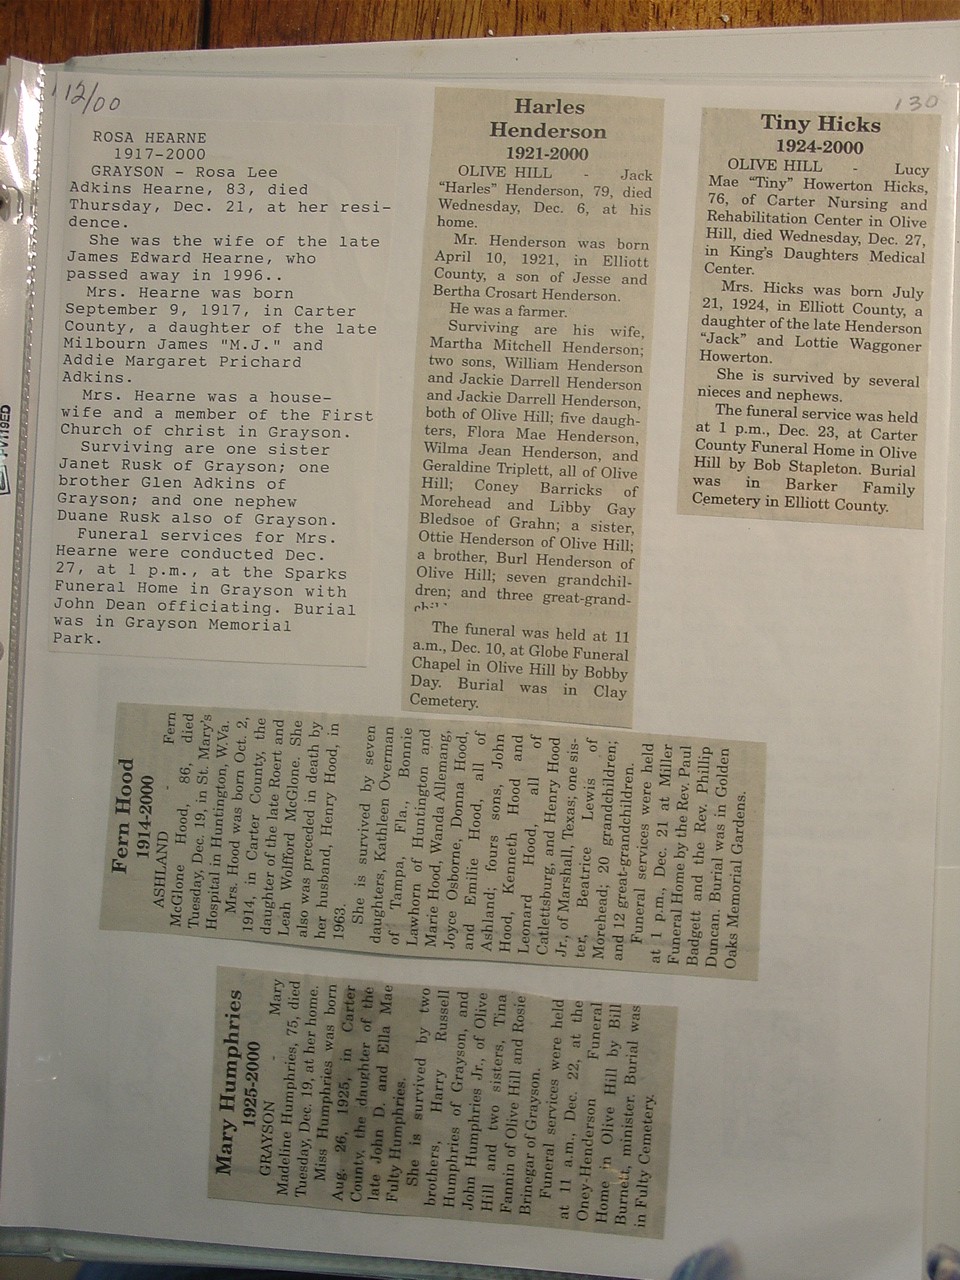 12/00
130
ROSA HEARNE
1917-2000
GRAYSON - Rosa Lee
Adkins Hearne, 83, died
Thursday, Dec. 21, at her resi-
dence.
She was the wife of the late
James Edward Hearne, who
passed away in 1996..
Mrs. Hearne was born
September 9, 1917, in Carter
County, a daughter of the late
Milbourn James "M.J." and
Addie Margaret Prichard
Adkins.
Mrs. Hearne was a house-
wife and a member of the First
Church of christ in Grayson.
Surviving are one sister
Janet Rusk of Grayson; one
brother Glen Adkins of
Grayson; and one nephew
Duane Rusk also of Grayson.
Funeral services for Mrs.
Hearne were conducted Dec.
27, at 1 p.m., at the Sparks
Funeral Home in Grayson with
John Dean officiating. Burial
was in Grayson Memorial
Park.
Harles
Henderson
1921-2000
OLIVE HILL - Jack
“Harles” Henderson, 79, died
Wednesday, Dec. 6, at his
home.
Mr. Henderson was born
April 10, 1921, in Elliott
County, a son of Jesse and
Bertha Crosart Henderson.
He was a farmer.
Surviving are his wife,
Martha Mitchell Henderson;
two sons, William Henderson
and Jackie Darrell Henderson
and Jackie Darrell Henderson,
both of Olive Hill; five daugh-
ters, Flora Mae Henderson,
Wilma Jean Henderson, and
Geraldine Triplett, all of Olive
Hill; Coney Barricks of
Morehead and Libby Gay
Bledsoe of Grahn; a sister,
Ottie Henderson of Olive Hill;
a brother, Burl Henderson of
Olive Hill; seven grandchil-
dren; and three great-grand-
The funeral was held at 11
a.m., Dec. 10, at Globe Funeral
Chapel in Olive Hill by Bobby
Day. Burial was in Clay
Cemetery.
Tiny Hicks
1924-2000
OLIVE HILL - Lucy
Mae “Tiny” Howerton Hicks,
76, of Carter Nursing and
Rehabilitation Center in Olive
Hill, died Wednesday, Dec. 27,
in King's Daughters Medical
Center.
Mrs. Hicks was born July
21, 1924, in Elliott County, a
daughter of the late Henderson
“Jack” and Lottie Waggoner
Howerton.
She is survived by several
nieces and nephews.
The funeral service was held
at 1 p.m., Dec. 23, at Carter
County Funeral Home in Olive
Hill by Bob Stapleton. Burial
was in Barker Family
Cemetery in Elliott County.
Fern Hood
1914-2000
ASHLAND - Fern
McGlone Hood, 86, died
Tuesday, Dec. 19, in St. Mary's
Hospital in Huntington, W.Va.
Mrs. Hood was born Oct. 2,
1914, in Carter County, the
daughter of the late Roert and
Leah Wolfford McGlone. She
also was preceded in death by
her husband, Henry Hood, in
1963.
She is survived by seven
daughters, Kathleen Overman
of Tampa, Fla., Bonnie
Lawhorn of Huntington and
Marie Hood, Wanda Allemang,
Joyce Osborne, Donna Hood,
and Emilie Hood, all of
Ashland; fours sons, John
Hood, Kenneth Hood and
Leonard Hood, all of
Catlettsburg, and Henry Hood
Jr., of Marshall, Texas; one sis-
ter, Beatrice Lewis of
Morehead; 20 grandchildren;
and 12 great-grandchildren.
Funeral services were held
at 1 p.m., Dec. 21 at Miller
Funeral Home by the Rev. Paul
Badgett and the Rev. Phillip
Duncan. Burial was in Golden
Oaks Memorial Gardens.
Mary Humphries
1925-2000
GRAYSON - Mary
Madeline Humphries, 75, died
Tuesday, Dec. 19, at her home.
Miss Humphries was born
Aug. 26, 1925, in Carter
County, the daughter of the
late John D. and Ella Mae
Fulty Humphries.
She is survived by two
brothers, Harry Russell
Humphries of Grayson, and
John Humphries Jr., of Olive
Hill and two sisters, Tina
Fannin of Olive Hill and Rosie
Brinegar of Grayson.
Funeral services were held
at 11 a.m., Dec. 22, at the
Oney-Henderson Funeral
Home in Olive Hill by Bill
Burnett, minister. Burial was
in Fulty Cemetery.